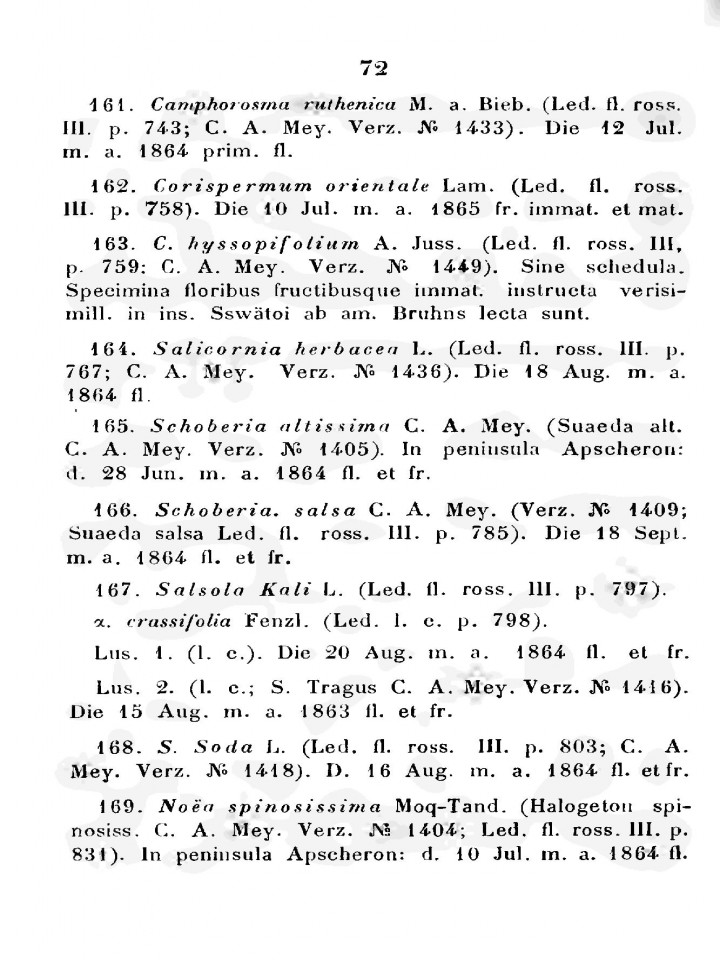 72
161. Camphorosma ruthenica M. a. Bieb. (Led. fl. ross.
III. p. 743; C. A. Mey. Verz. № 1433). Die 12 Jul.
m. a. 1864 prim. fl.
162. Corispermum orientale Lam. (Led. fl. ross.
III. p. 758). Die 10 Jul. m. a. 1865 fr. immat. et mat.
163. C. hyssopifolium A. Juss. (Led. fl. ross. III,
p. 759: C. A. Mey. Verz. № 1449). Sine schedula.
Specimina floribus fructibusque immat. instructa verisi-
mill. in ins. Sswätoi ab am. Bruhns lecta sunt.
164. Salicornia herbacea L. (Led. fl. ross. III. p.
767; C. A. Mey. Verz. № 1436). Die 18 Aug. m. a.
1864 fl.
165. Schoberia altissima C. A. Mey. (Suaeda alt.
C. A. Mey. Verz. № 1405). In peninsula Apscheron:
d. 28 Jun. m. a. 1864 fl. et fr.
166. Schoberia. salsa C. A. Mey. (Verz. № 1409;
Suaeda salsa Led. fl. ross. III. p. 785). Die 18 Sept.
m. a. 1864 fl. et fr.
167. Salsola Kali L. (Led. fl. ross. III. p. 797).
α. crassifolia Fenzl. (Led. l. c. p. 798).
Lus. 1. (l. c.). Die 20 Aug. m. a. 1864 fl. et fr.
Lus. 2. (l. c.; S. Tragus C. A. Mey. Verz. № 1416).
Die 15 Aug. m. a. 1863 fl. et fr.
168. S. Soda L. (Led. fl. ross. III. p. 803; C. A.
Mey. Verz. № 1418). D. 16 Aug. m. a. 1864 fl. et fr.
169. Noëa spinosissima Moq-Tand. (Halogeton spi-
nosiss. C. A. Mey. Verz. № 1404; Led. fl. ross. III. p.
831). In peninsula Apscheron: d. 10 Jul. m. a. 1864 fl.